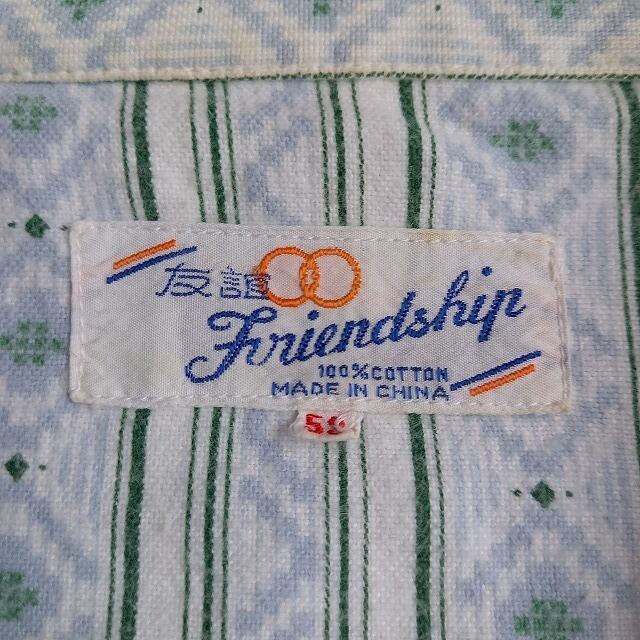 友誼
Friendship
100% COTTON
MADE IN CHINA